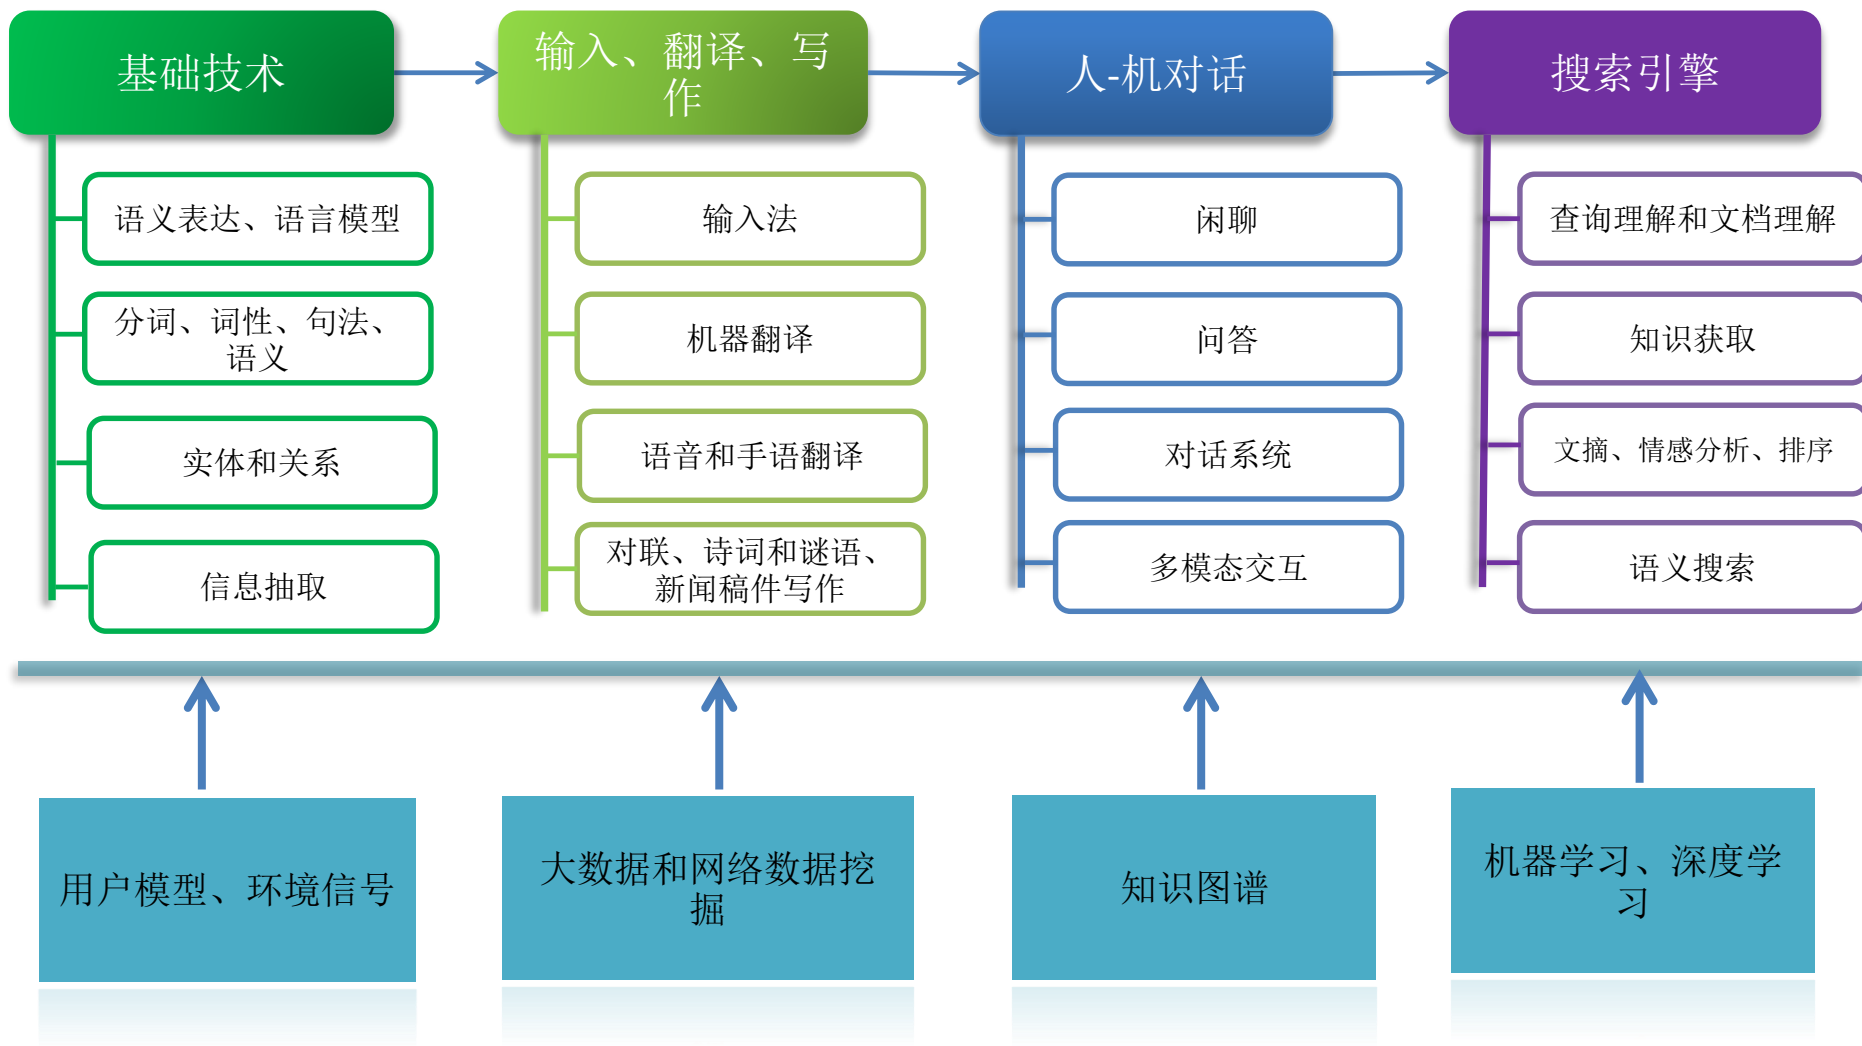 基础技术
输入、翻译、写
作
人-机对话
搜索引擎
语义表达、语言模型
分词、词性、句法、
语义
实体和关系
信息抽取
输入法
机器翻译
语音和手语翻译
对联、诗词和谜语、
新闻稿件写作
闲聊
问答
对话系统
多模态交互
查询理解和文档理解
知识获取
文摘、情感分析、排序
语义搜索
用户模型、环境信号
大数据和网络数据挖
掘
知识图谱
机器学习、深度学
习